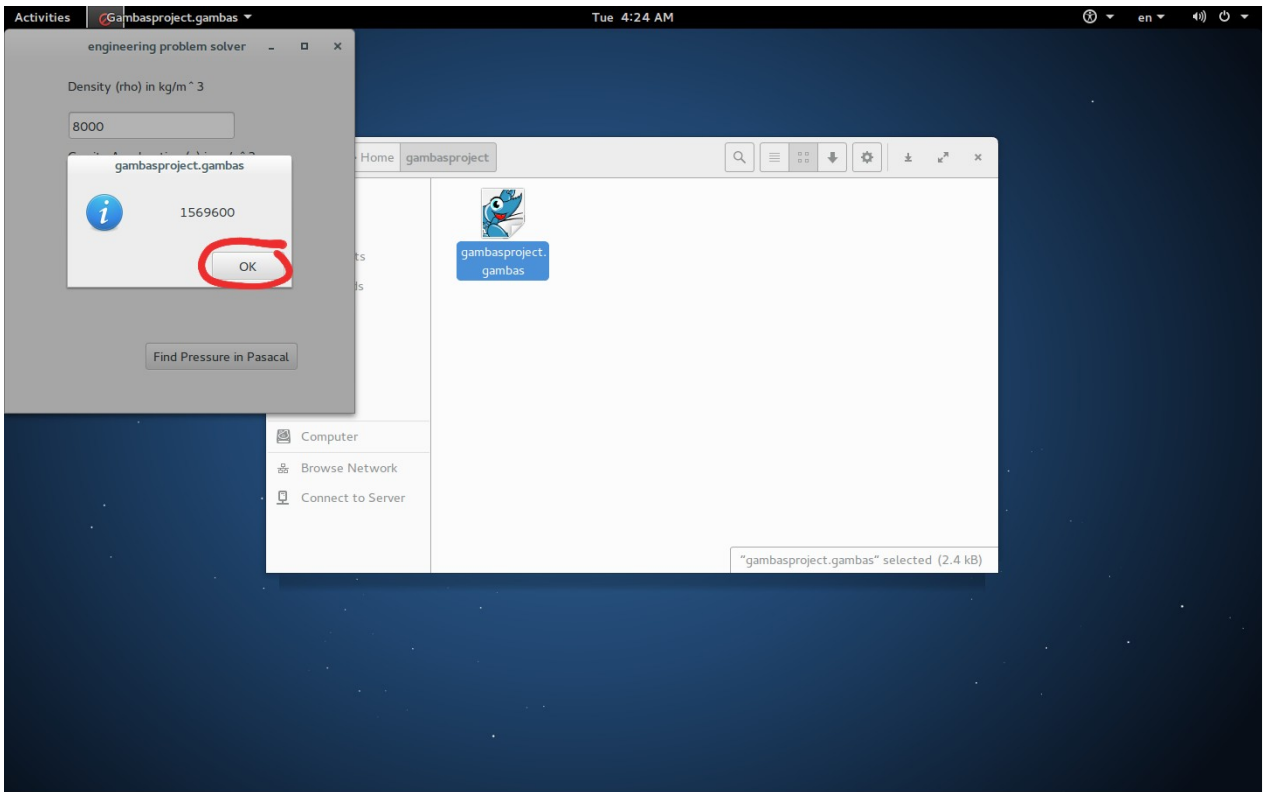 Activities
Gambasproject.gambas
Tue 4:24 AM
en
engineering problem solver
Density (rho) in kg/m^3
8000
gambasproject.gambas
1569600
OK
Find Pressure in Pasacal
Home
gambasproject
ts
ds
Computer
Browse Network
Connect to Server
gambasproject.
gambas
"gambasproject.gambas" selected (2.4 kB)